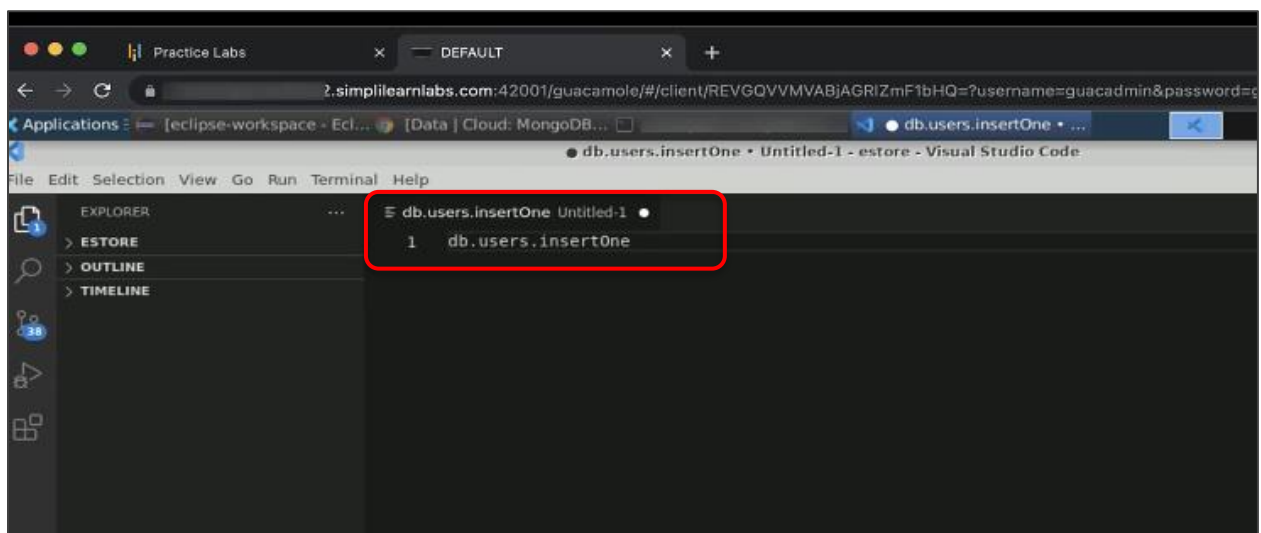 Practice Labs × DEFAULT × +
2.simplilearnlabs.com:42001/guacamole/#/client/REVGQVVMVABjAGRlZmF1bHQ=?username=guacadmin&password=g
Applications [eclipse-workspace - Ecl... [Data | Cloud: MongoDB... ● db.users.insertOne • ...
● db.users.insertOne • Untitled-1 - estore - Visual Studio Code
File Edit Selection View Go Run Terminal Help
EXPLORER ... db.users.insertOne Untitled-1 ●
1 db.users.insertOne
1
> ESTORE
> OUTLINE
> TIMELINE
38